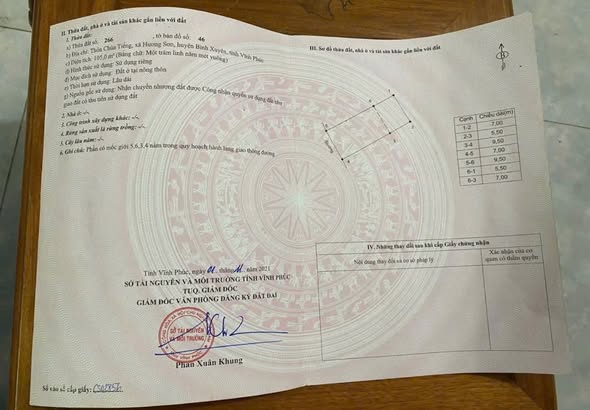 II. Thửa đất, nhà ở và tài sản khác gắn liền với đất
1. Thửa đất:
a) Thửa đất số: 266 , tờ bản đồ số: 46
b) Địa chỉ: Thôn Chùa Tiếng, xã Hương Sơn, huyện Bình Xuyên, tỉnh Vĩnh Phúc
c) Diện tích: 105,0 m² (Bằng chữ: Một trăm linh năm mét vuông)
d) Hình thức sử dụng: Sử dụng riêng
đ) Mục đích sử dụng: Đất ở tại nông thôn
e) Thời hạn sử dụng: Lâu dài
g) Nguồn gốc sử dụng: Nhận chuyển nhượng đất được Công nhận quyền sử dụng đất như
giao đất có thu tiền sử dụng đất
2. Nhà ở: -/-
3. Công trình xây dựng khác: -/-
4. Rừng sản xuất là rừng trồng: -/-
5. Cây lâu năm: -/-
6. Ghi chú: Phần có mốc giới 5,6,3,4 nằm trong quy hoạch hành lang giao thông đường
Tỉnh Vĩnh Phúc, ngày 01 tháng 11 năm 2021
SỞ TÀI NGUYÊN VÀ MÔI TRƯỜNG TỈNH VĨNH PHÚC
TUQ. GIÁM ĐỐC
GIÁM ĐỐC VĂN PHÒNG ĐĂNG KÝ ĐẤT ĐAI
SỞ TÀI NGUYÊN
VÀ MÔI TRƯỜNG
Phan Xuân Khung
Số vào sổ cấp giấy:
III. Sơ đồ thửa đất, nhà ở và tài sản khác gắn liền với đất
B
Đường
Cạnh Chiều dài(m)
1-2 7,00
2-3 5,50
3-4 9,50
4-5 7,00
5-6 9,50
6-1 5,50
6-3 7,00
IV. Những thay đổi sau khi cấp Giấy chứng nhận
Nội dung thay đổi và cơ sở pháp lý
Xác nhận của cơ
quan có thẩm quyền